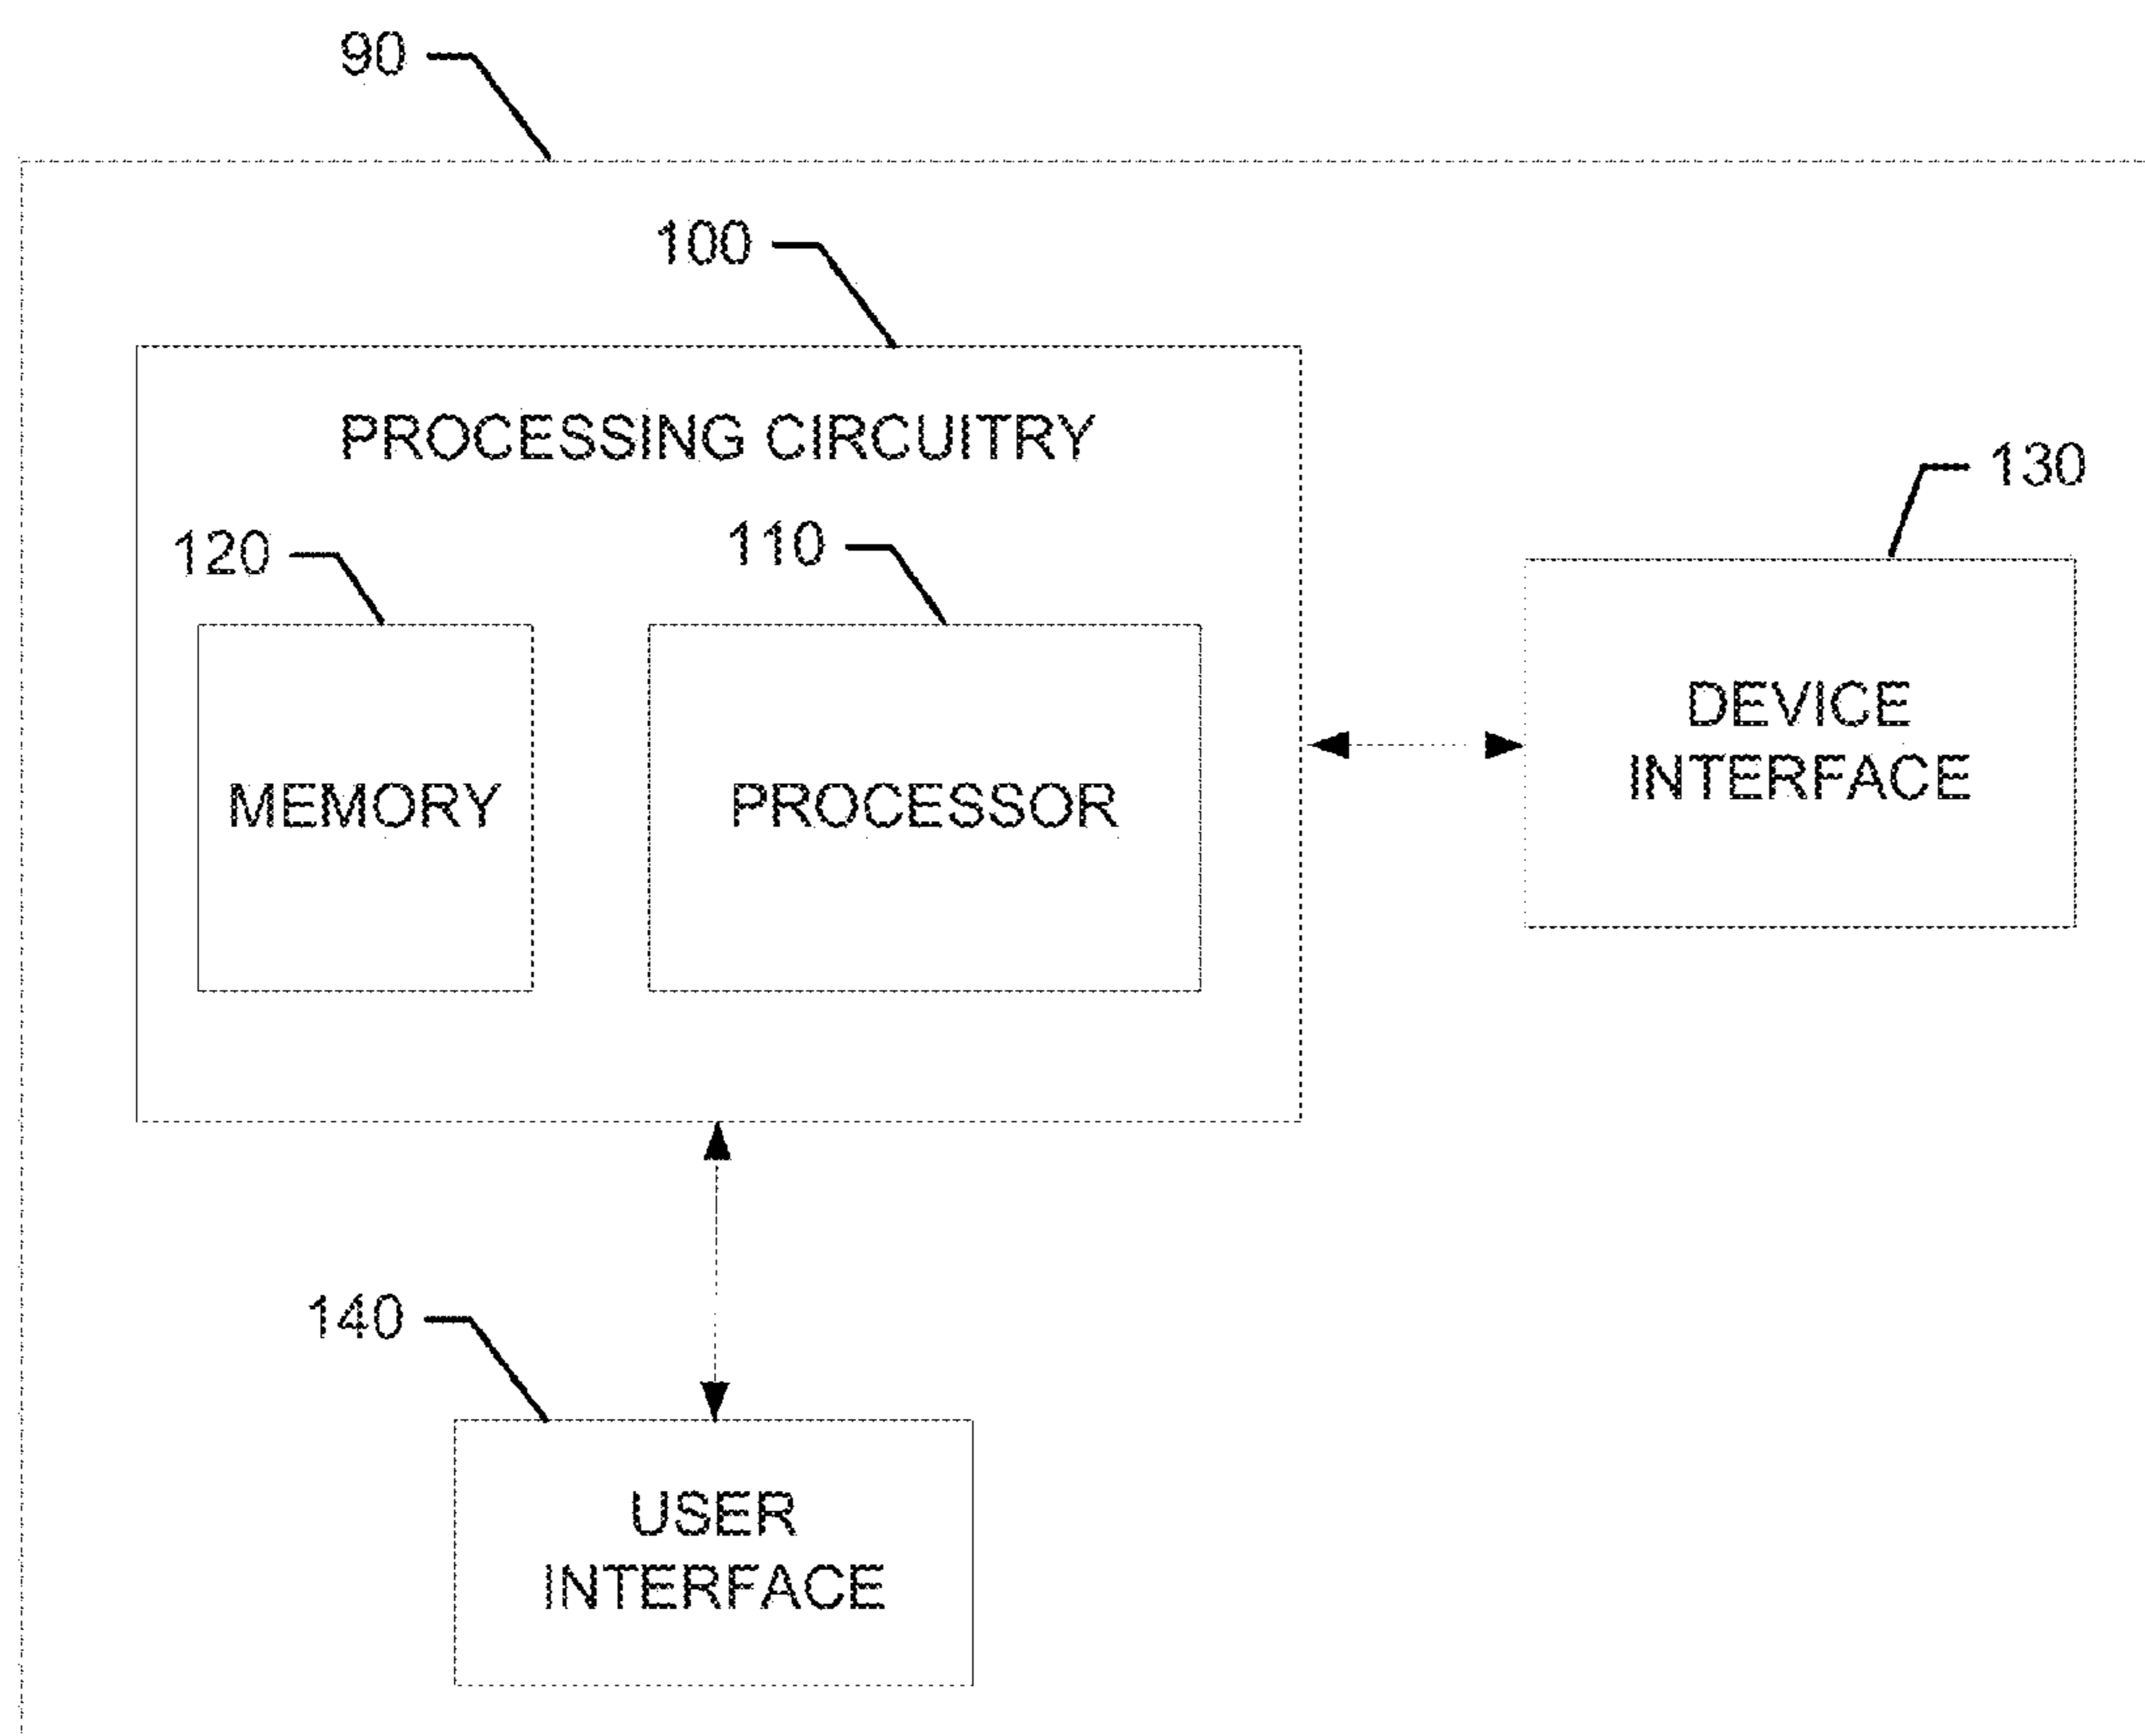 90
100
PROCESSING CIRCUITRY
130
120
110
MEMORY
PROCESSOR
DEVICE
INTERFACE
140
USER
INTERFACE